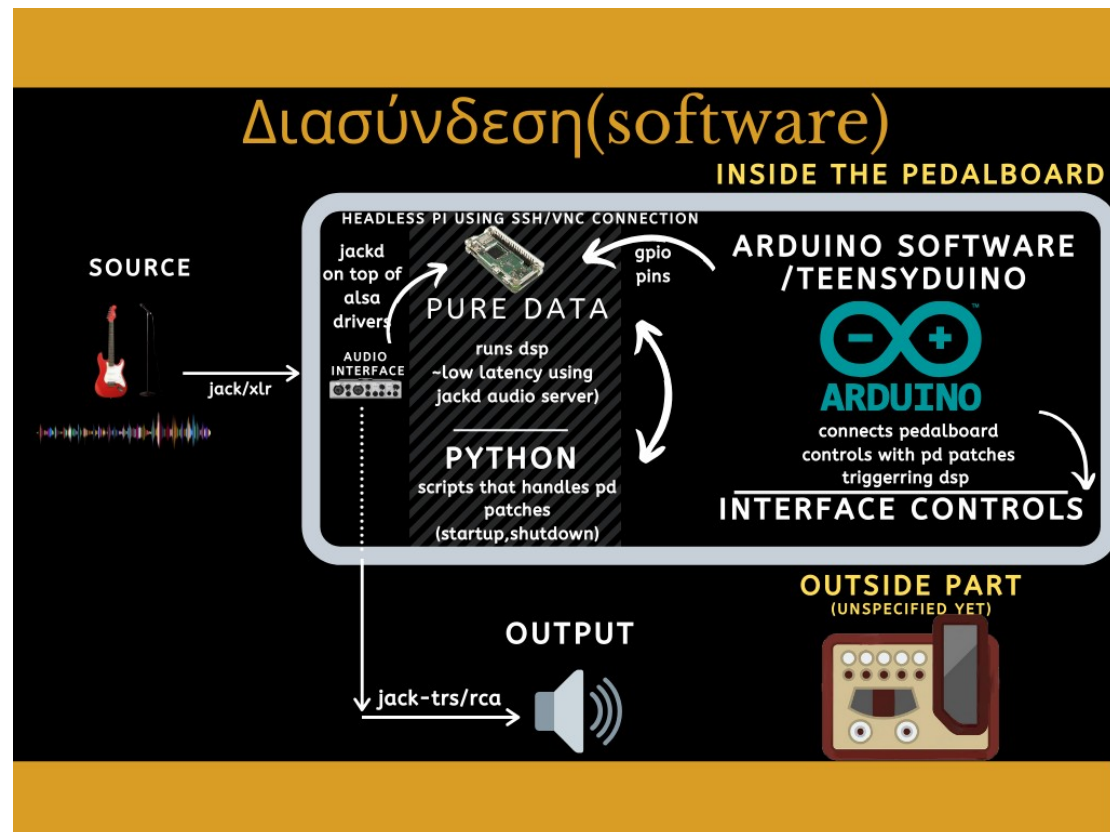 Διασύνδεση(software)
INSIDE THE PEDALBOARD
SOURCE
jack/xlr
HEADLESS PI USING SSH/VNC CONNECTION
jackd
on top of
alsa
drivers
AUDIO
INTERFACE
PURE DATA
runs dsp
~low latency using
jackd audio server)
PYTHON
scripts that handles pd
patches
(startup,shutdown)
gpio
pins
ARDUINO SOFTWARE
/TEENSYDUINO
TM
ARDUINO
connects pedalboard
controls with pd patches
triggerring dsp
INTERFACE CONTROLS
OUTSIDE PART
(UNSPECIFIED YET)
OUTPUT
jack-trs/rca